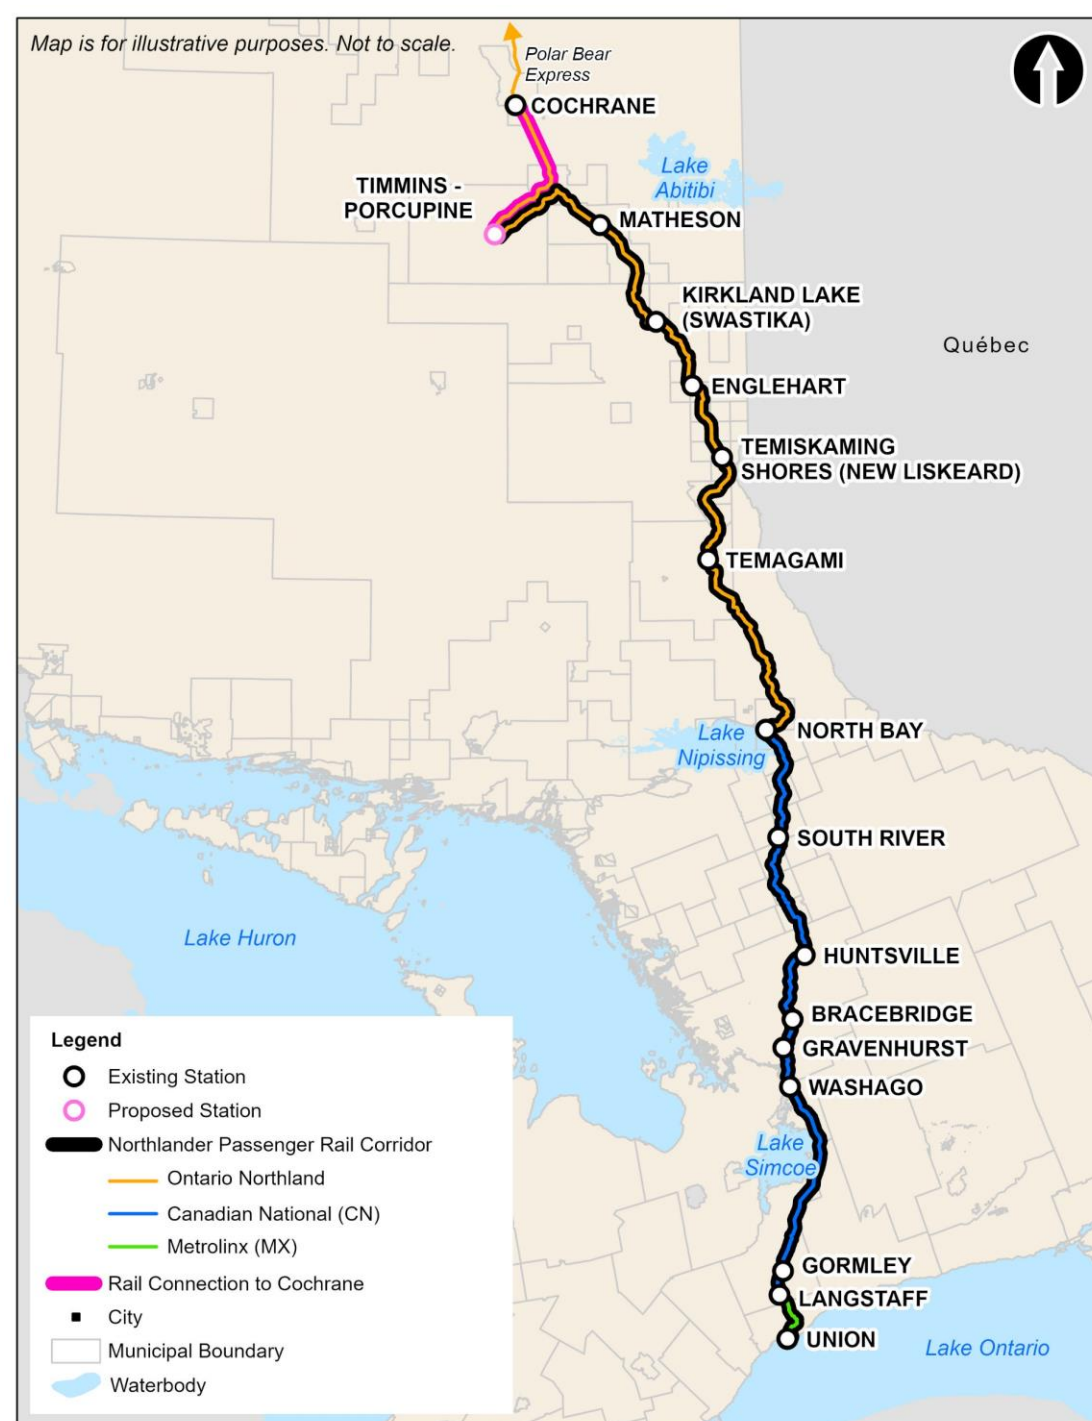 Map is for illustrative purposes. Not to scale.
Polar Bear
Express
COCHRANE
Lake
Abitibi
TIMMINS -
PORCUPINE
MATHESON
KIRKLAND LAKE
(SWASTIKA)
Québec
ENGLEHART
TEMISKAMING
SHORES (NEW LISKEARD)
TEMAGAMI
NORTH BAY
Lake
Nipissing
SOUTH RIVER
Lake Huron
HUNTSVILLE
BRACEBRIDGE
GRAVENHURST
WASHAGO
Lake
Simcoe
GORMLEY
LANGSTAFF
UNION
Lake Ontario
Legend
Existing Station
Proposed Station
Northlander Passenger Rail Corridor
Ontario Northland
Canadian National (CN)
Metrolinx (MX)
Rail Connection to Cochrane
City
Municipal Boundary
Waterbody